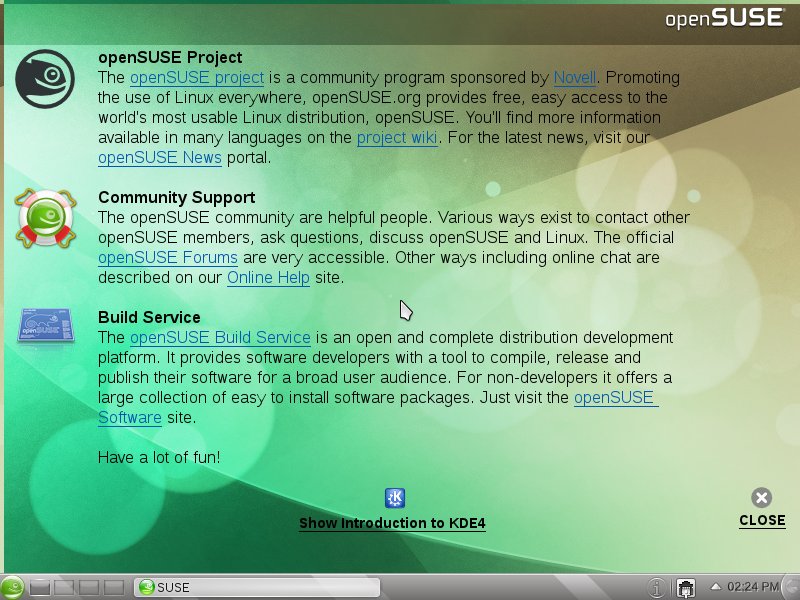 openSUSE
openSUSE Project
The openSUSE project is a community program sponsored by Novell. Promoting
the use of Linux everywhere, openSUSE.org provides free, easy access to the
world's most usable Linux distribution, openSUSE. You'll find more information
available in many languages on the project wiki. For the latest news, visit our
openSUSE News portal.
Community Support
The openSUSE community are helpful people. Various ways exist to contact other
openSUSE members, ask questions, discuss openSUSE and Linux. The official
openSUSE Forums are very accessible. Other ways including online chat are
described on our Online Help site.
Build Service
The openSUSE Build Service is an open and complete distribution development
platform. It provides software developers with a tool to compile, release and
publish their software for a broad user audience. For non-developers it offers a
large collection of easy to install software packages. Just visit the openSUSE
Software site.
Have a lot of fun!
Show Introduction to KDE4
CLOSE
SUSE
02:24 PM